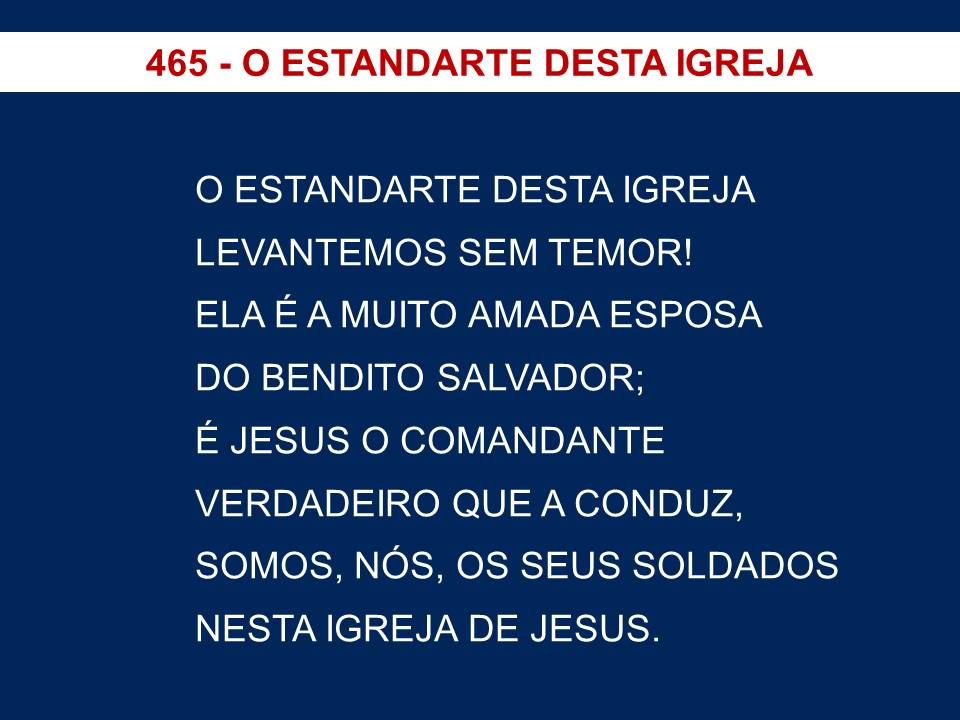 465 - O ESTANDARTE DESTA IGREJA
O ESTANDARTE DESTA IGREJA
LEVANTEMOS SEM TEMOR!
ELA É A MUITO AMADA ESPOSA
DO BENDITO SALVADOR;
É JESUS O COMANDANTE
VERDADEIRO QUE A CONDUZ,
SOMOS, NÓS, OS SEUS SOLDADOS
NESTA IGREJA DE JESUS.